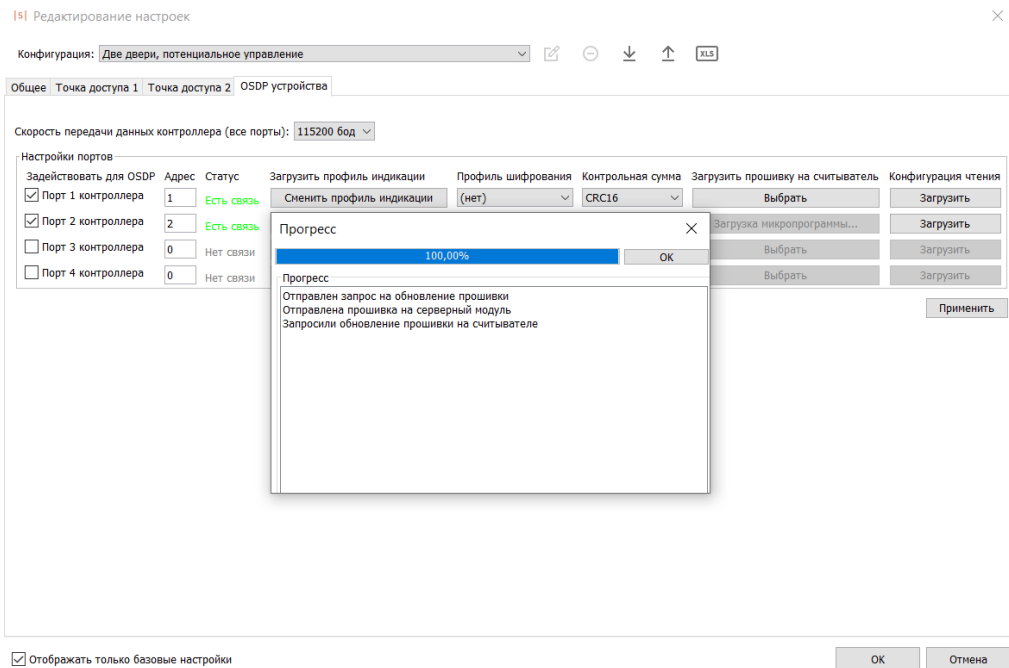 |s| Редактирование настроек
Конфигурация: Две двери, потенциальное управление XLS
Общее Точка доступа 1 Точка доступа 2 OSDP устройства
Скорость передачи данных контроллера (все порты): 115200 бод
Настройки портов
Задействовать для OSDP Адрес Статус Загрузить профиль индикации Профиль шифрования Контрольная сумма Загрузить прошивку на считыватель Конфигурация чтения
Порт 1 контроллера 1 Есть связь Сменить профиль индикации (нет) CRC16 Выбрать Загрузить
Порт 2 контроллера 2 Есть связь Загрузка микропрограммы... Загрузить
Порт 3 контроллера 0 Нет связи Выбрать Загрузить
Порт 4 контроллера 0 Нет связи Выбрать Загрузить
Прогресс
100,00% OK
Прогресс
Отправлен запрос на обновление прошивки
Отправлена прошивка на серверный модуль
Запросили обновление прошивки на считывателе
Применить
Отображать только базовые настройки
OK Отмена